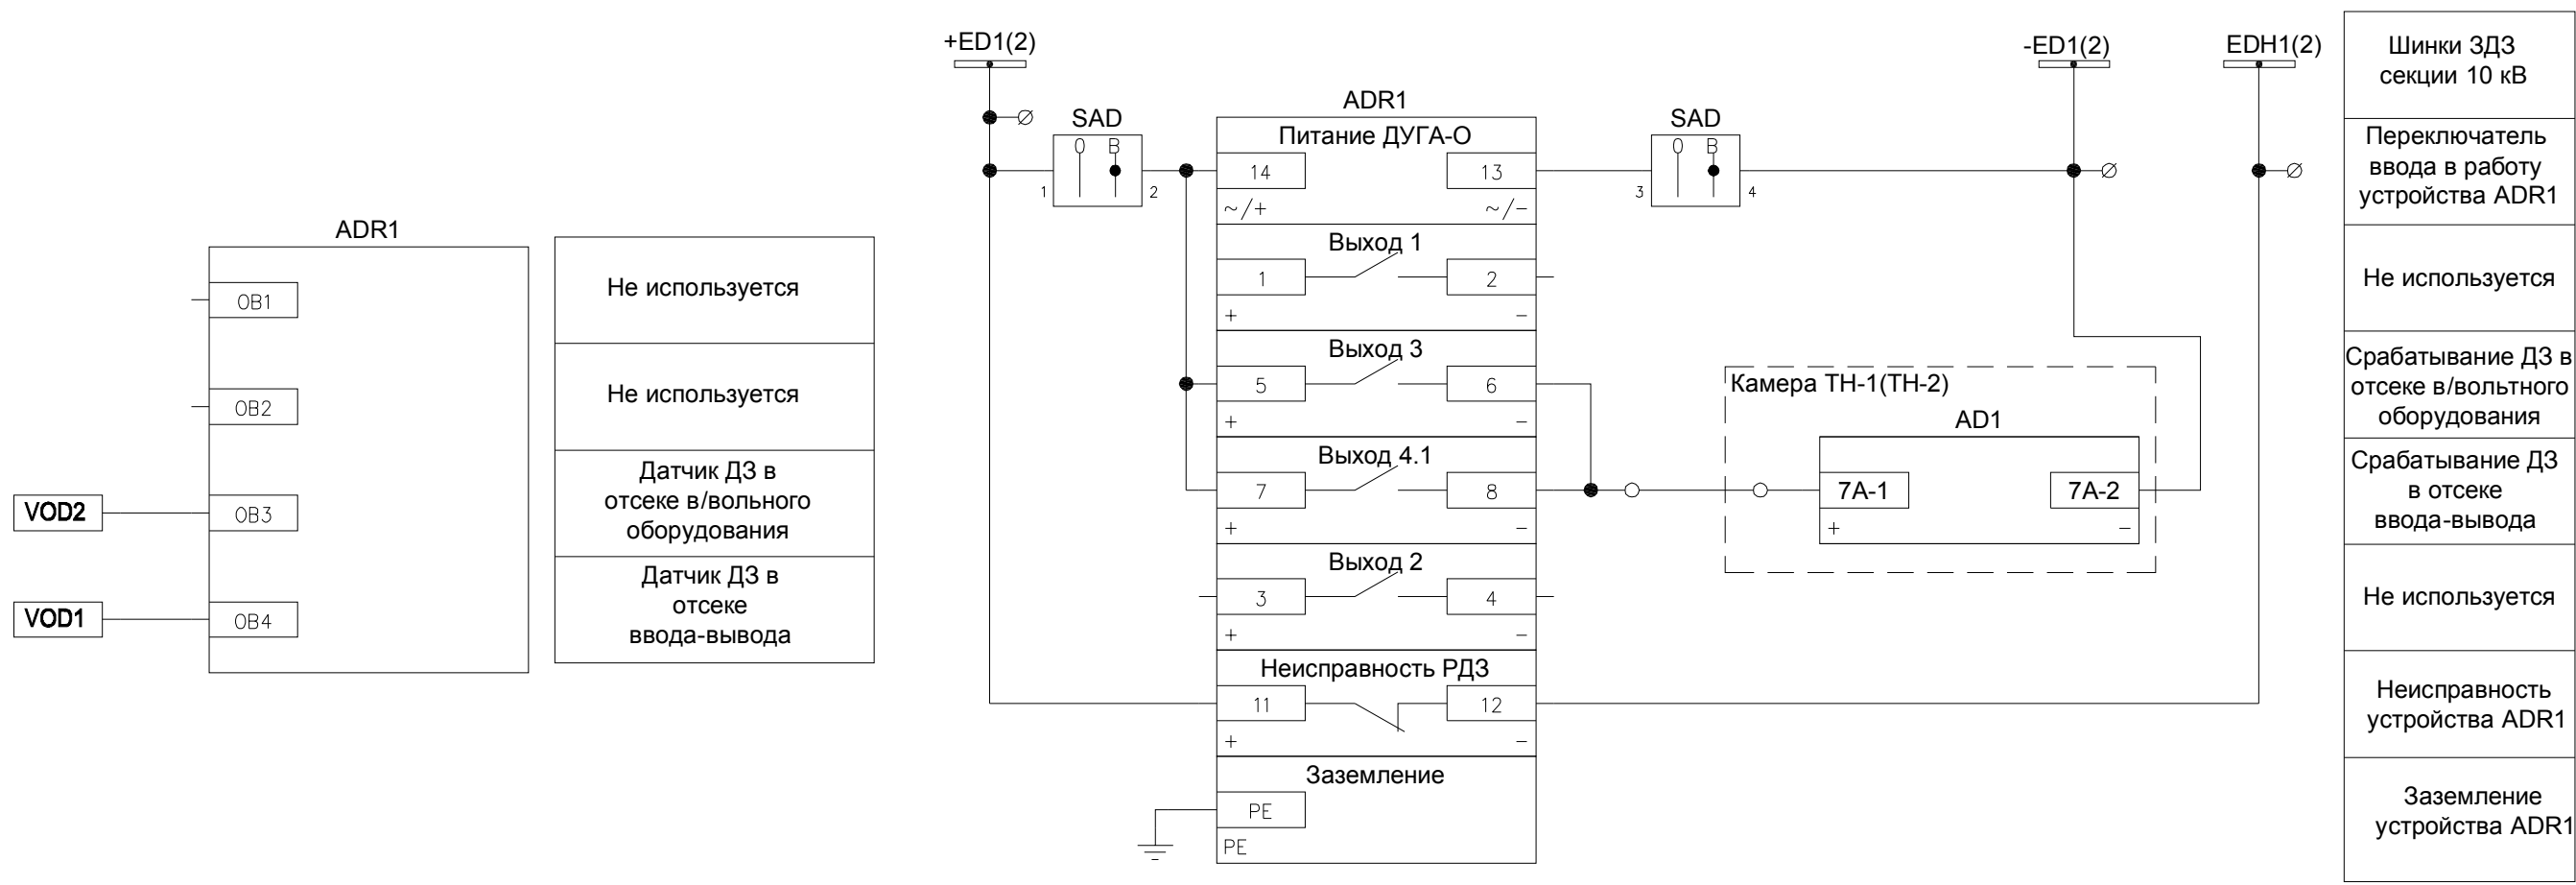 ADR1
OB1
OB2
VOD2
OB3
VOD1
OB4
Не используется
Не используется
Датчик ДЗ в
отсеке в/вольного
оборудования
Датчик ДЗ в
отсеке
ввода-вывода
+ED1(2)
-ED1(2)
EDH1(2)
SAD
0 B
1 2
ADR1
Питание ДУГА-О
14 13
~/+ ~/–
SAD
0 B
3 4
Выход 1
1 2
+ –
Выход 3
5 6
+ –
Выход 4.1
7 8
+ –
Выход 2
3 4
+ –
Неисправность РДЗ
11 12
+ –
Заземление
PE
PE
Камера ТН-1(ТН-2)
AD1
7A-1 7A-2
+ –
Шинки ЗДЗ
секции 10 кВ
Переключатель
ввода в работу
устройства ADR1
Не используется
Срабатывание ДЗ в
отсеке в/вольтного
оборудования
Срабатывание ДЗ
в отсеке
ввода-вывода
Не используется
Неисправность
устройства ADR1
Заземление
устройства ADR1